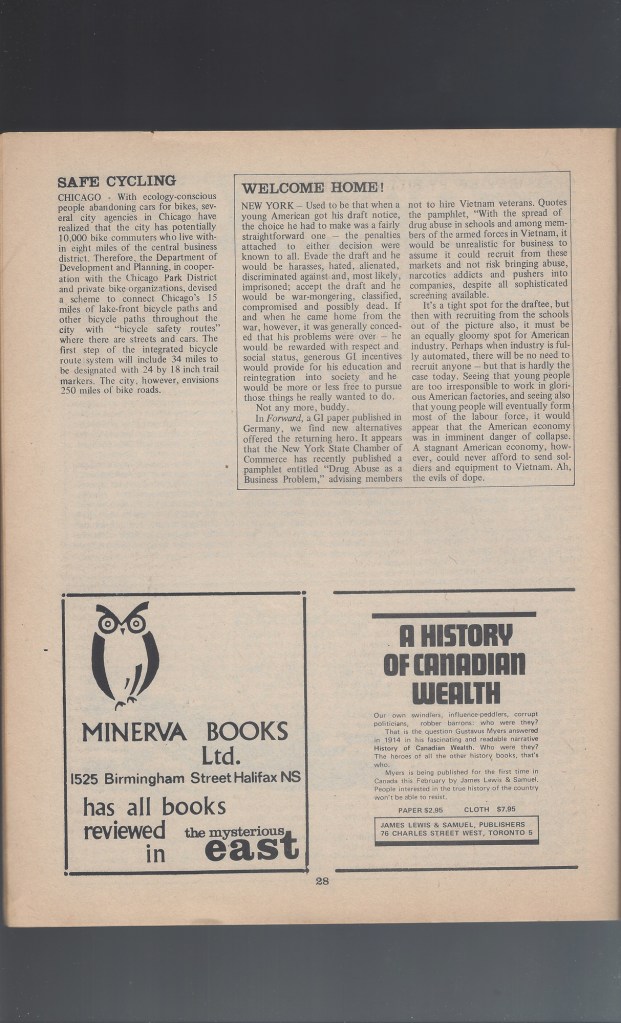 SAFE CYCLING
CHICAGO - With ecology-conscious
people abandoning cars for bikes, sev-
eral city agencies in Chicago have
realized that the city has potentially
10,000 bike commuters who live with-
in eight miles of the central business
district. Therefore, the Department of
Development and Planning, in cooper-
ation with the Chicago Park District
and private bike organizations, devised
a scheme to connect Chicago's 15
miles of lake-front bicycle paths and
other bicycle paths throughout the
city with "bicycle safety routes"
where there are streets and cars. The
first step of the integrated bicycle
route system will include 34 miles to
be designated with 24 by 18 inch trail
markers. The city, however, envisions
250 miles of bike roads.
WELCOME HOME!
NEW YORK – Used to be that when a
young American got his draft notice,
the choice he had to make was a fairly
straightforward one — the penalties
attached to either decision were
known to all. Evade the draft and he
would be harasses, hated, alienated,
discriminated against and, most likely,
imprisoned; accept the draft and he
would be war-mongering, classified,
compromised and possibly dead. If
and when he came home from the
war, however, it was generally conced-
ed that his problems were over – he
would be rewarded with respect and
social status, generous GI incentives
would provide for his education and
reintegration into society and he
would be more or less free to pursue
those things he really wanted to do.
Not any more, buddy.
In Forward, a GI paper published in
Germany, we find new alternatives
offered the returning hero. It appears
that the New York State Chamber of
Commerce has recently published a
pamphlet entitled "Drug Abuse as a
Business Problem," advising members
not to hire Vietnam veterans. Quotes
the pamphlet, "With the spread of
drug abuse in schools and among mem-
bers of the armed forces in Vietnam, it
would be unrealistic for business to
assume it could recruit from these
markets and not risk bringing abuse,
narcotics addicts and pushers into
companies, despite all sophisticated
screening available.
It's a tight spot for the draftee, but
then with recruiting from the schools
out of the picture also, it must be
an equally gloomy spot for American
industry. Perhaps when industry is ful-
ly automated, there will be no need to
recruit anyone – but that is hardly the
case today. Seeing that young people
are too irresponsible to work in glori-
ous American factories, and seeing also
that young people will eventually form
most of the labour force, it would
appear that the American economy
was in imminent danger of collapse.
A stagnant American economy, how-
ever, could never afford to send sol-
diers and equipment to Vietnam. Ah,
the evils of dope.
MINERVA BOOKS
Ltd.
1525 Birmingham Street Halifax NS
has all books
reviewed the mysterious
in east
A HISTORY
OF CANADIAN
WEALTH
Our own swindlers, influence-peddlers, corrupt
politicians, robber barrons: who were they?
That is the question Gustavus Myers answered
in 1914 in his fascinating and readable narrative
History of Canadian Wealth. Who were they?
The heroes of all the other history books, that's
who.
Myers is being published for the first time in
Canada this February by James Lewis & Samuel.
People interested in the true history of the country
won't be able to resist.
PAPER $2.95 CLOTH $7.95
JAMES LEWIS & SAMUEL, PUBLISHERS
76 CHARLES STREET WEST, TORONTO 5
28